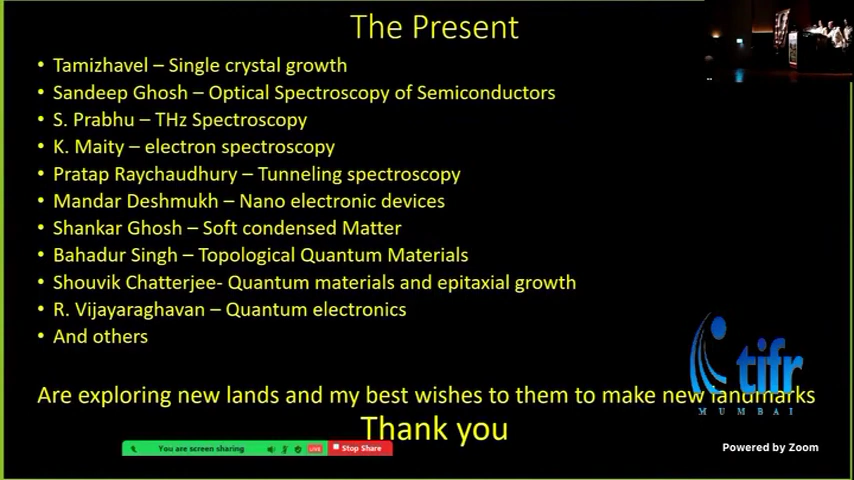 The Present
• Tamizhavel – Single crystal growth
• Sandeep Ghosh – Optical Spectroscopy of Semiconductors
• S. Prabhu – THz Spectroscopy
• K. Maity – electron spectroscopy
• Pratap Raychaudhury – Tunneling spectroscopy
• Mandar Deshmukh – Nano electronic devices
• Shankar Ghosh – Soft condensed Matter
• Bahadur Singh – Topological Quantum Materials
• Shouvik Chatterjee- Quantum materials and epitaxial growth
• R. Vijayaraghavan – Quantum electronics
• And others
tifr
MUMBAI
Are exploring new lands and my best wishes to them to make new landmarks
Thank you
You are screen sharing
LIVE
Stop Share
Powered by Zoom